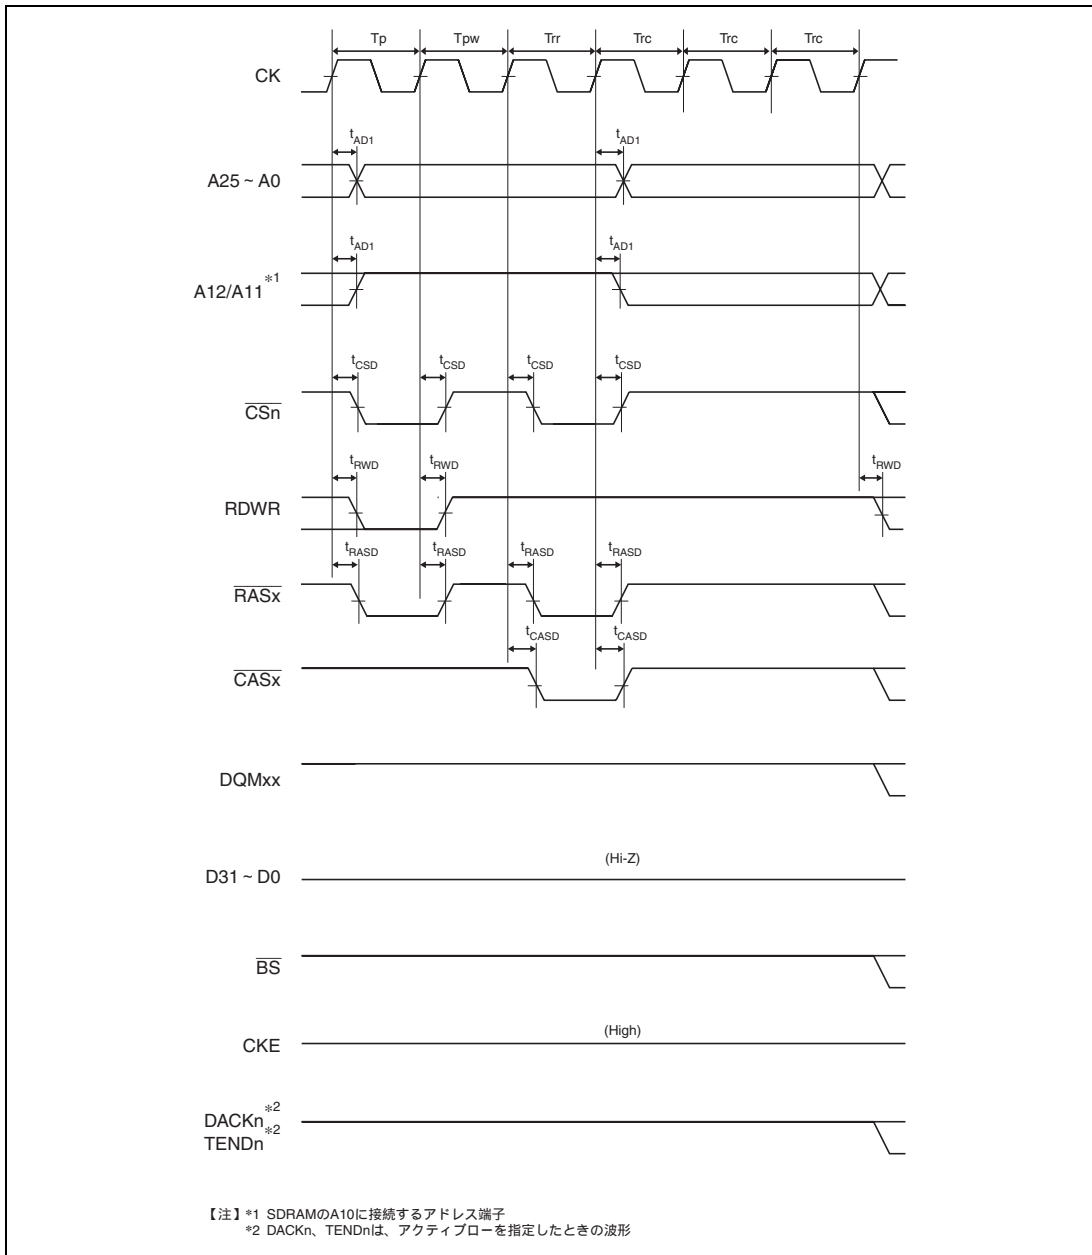 Tp Tpw Trr Trc Trc Trc
CK
tAD1 tAD1
A25 ~ A0
tAD1 tAD1
A12/A11*1
tCSD tCSD tCSD tCSD
CSn
tRWD tRWD tRWD
RDWR
tRASD tRASD tRASD tRASD
RASx
tCASD tCASD
CASx
DQMxx
(Hi-Z)
D31 ~ D0
BS
(High)
CKE
DACKn*2
TENDn*2
【注】*1 SDRAMのA10に接続するアドレス端子
*2 DACKn、TENDnは、アクティブローを指定したときの波形